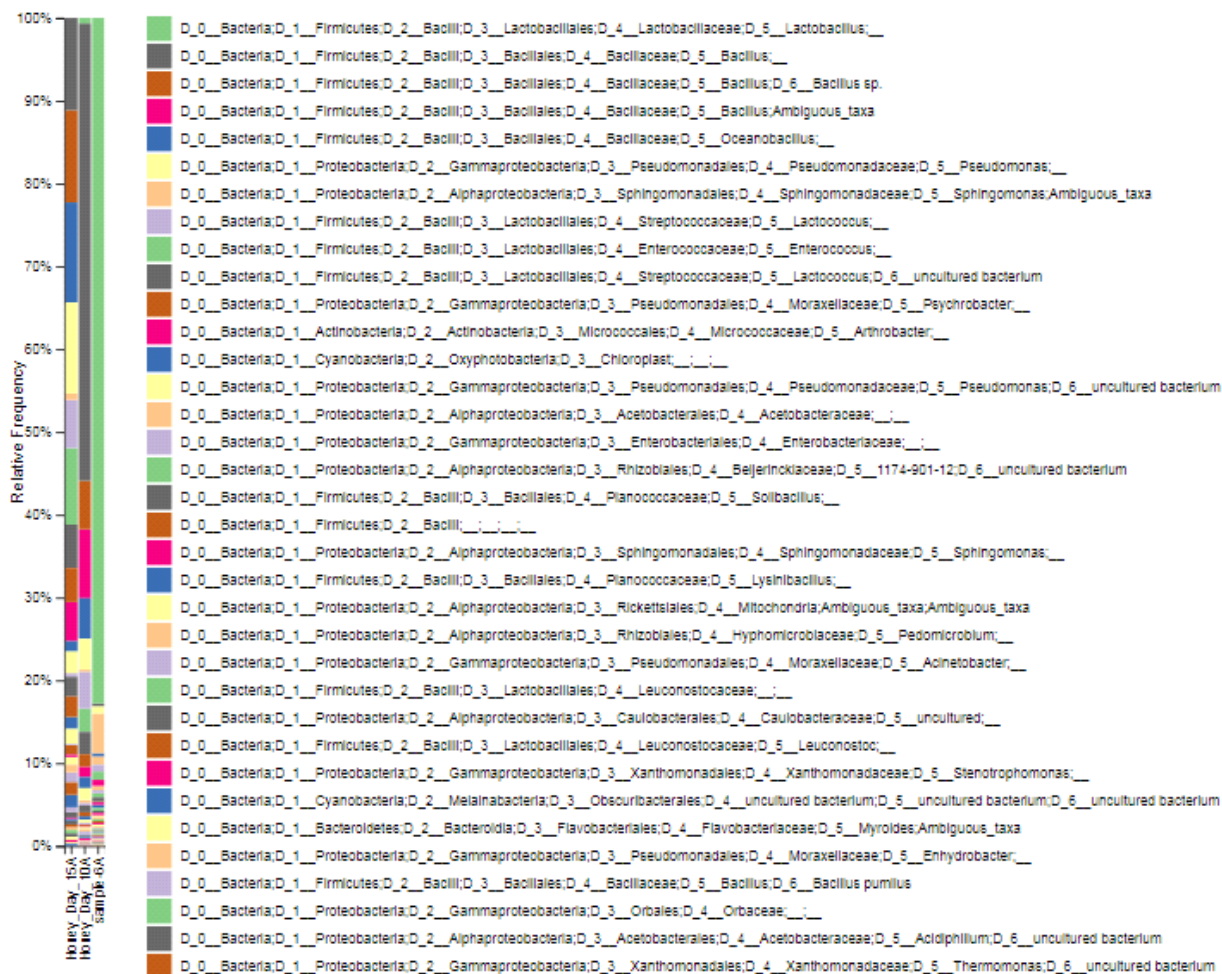 100%
90%
80%
70%
60%
50%
40%
30%
20%
10%
0%
Relative Frequency
Honey_Day_15.A
Honey_Day_10.A
sample-6.A
D_0__Bacteria;D_1__Firmicutes;D_2__Bacilli;D_3__Lactobacillales;D_4__Lactobacillaceae;D_5__Lactobacillus;__
D_0__Bacteria;D_1__Firmicutes;D_2__Bacilli;D_3__Bacillales;D_4__Bacillaceae;D_5__Bacillus;__
D_0__Bacteria;D_1__Firmicutes;D_2__Bacilli;D_3__Bacillales;D_4__Bacillaceae;D_5__Bacillus;D_6__Bacillus sp.
D_0__Bacteria;D_1__Firmicutes;D_2__Bacilli;D_3__Bacillales;D_4__Bacillaceae;D_5__Bacillus;Ambiguous_taxa
D_0__Bacteria;D_1__Firmicutes;D_2__Bacilli;D_3__Bacillales;D_4__Bacillaceae;D_5__Oceanobacillus;__
D_0__Bacteria;D_1__Proteobacteria;D_2__Gammaproteobacteria;D_3__Pseudomonadales;D_4__Pseudomonadaceae;D_5__Pseudomonas;__
D_0__Bacteria;D_1__Proteobacteria;D_2__Alphaproteobacteria;D_3__Sphingomonadales;D_4__Sphingomonadaceae;D_5__Sphingomonas;Ambiguous_taxa
D_0__Bacteria;D_1__Firmicutes;D_2__Bacilli;D_3__Lactobacillales;D_4__Streptococcaceae;D_5__Lactococcus;__
D_0__Bacteria;D_1__Firmicutes;D_2__Bacilli;D_3__Lactobacillales;D_4__Enterococcaceae;D_5__Enterococcus;__
D_0__Bacteria;D_1__Firmicutes;D_2__Bacilli;D_3__Lactobacillales;D_4__Streptococcaceae;D_5__Lactococcus;D_6__uncultured bacterium
D_0__Bacteria;D_1__Proteobacteria;D_2__Gammaproteobacteria;D_3__Pseudomonadales;D_4__Moraxellaceae;D_5__Psychrobacter;__
D_0__Bacteria;D_1__Actinobacteria;D_2__Actinobacteria;D_3__Micrococcales;D_4__Micrococcaceae;D_5__Arthrobacter;__
D_0__Bacteria;D_1__Cyanobacteria;D_2__Oxyphotobacteria;D_3__Chloroplast;__;__;__
D_0__Bacteria;D_1__Proteobacteria;D_2__Gammaproteobacteria;D_3__Pseudomonadales;D_4__Pseudomonadaceae;D_5__Pseudomonas;D_6__uncultured bacterium
D_0__Bacteria;D_1__Proteobacteria;D_2__Alphaproteobacteria;D_3__Acetobacterales;D_4__Acetobacteraceae;__;__
D_0__Bacteria;D_1__Proteobacteria;D_2__Gammaproteobacteria;D_3__Enterobacteriales;D_4__Enterobacteriaceae;__;__
D_0__Bacteria;D_1__Proteobacteria;D_2__Alphaproteobacteria;D_3__Rhizobiales;D_4__Beijerinckiaceae;D_5__1174-901-12;D_6__uncultured bacterium
D_0__Bacteria;D_1__Firmicutes;D_2__Bacilli;D_3__Bacillales;D_4__Planococcaceae;D_5__Solibacillus;__
D_0__Bacteria;D_1__Firmicutes;D_2__Bacilli;__;__;__;__
D_0__Bacteria;D_1__Proteobacteria;D_2__Alphaproteobacteria;D_3__Sphingomonadales;D_4__Sphingomonadaceae;D_5__Sphingomonas;__
D_0__Bacteria;D_1__Firmicutes;D_2__Bacilli;D_3__Bacillales;D_4__Planococcaceae;D_5__Lysinibacillus;__
D_0__Bacteria;D_1__Proteobacteria;D_2__Alphaproteobacteria;D_3__Rickettsiales;D_4__Mitochondria;Ambiguous_taxa;Ambiguous_taxa
D_0__Bacteria;D_1__Proteobacteria;D_2__Alphaproteobacteria;D_3__Rhizobiales;D_4__Hyphomicrobiaceae;D_5__Pedomicrobium;__
D_0__Bacteria;D_1__Proteobacteria;D_2__Gammaproteobacteria;D_3__Pseudomonadales;D_4__Moraxellaceae;D_5__Acinetobacter;__
D_0__Bacteria;D_1__Firmicutes;D_2__Bacilli;D_3__Lactobacillales;D_4__Leuconostocaceae;__;__
D_0__Bacteria;D_1__Proteobacteria;D_2__Alphaproteobacteria;D_3__Caulobacterales;D_4__Caulobacteraceae;D_5__uncultured;__
D_0__Bacteria;D_1__Firmicutes;D_2__Bacilli;D_3__Lactobacillales;D_4__Leuconostocaceae;D_5__Leuconostoc;__
D_0__Bacteria;D_1__Proteobacteria;D_2__Gammaproteobacteria;D_3__Xanthomonadales;D_4__Xanthomonadaceae;D_5__Stenotrophomonas;__
D_0__Bacteria;D_1__Cyanobacteria;D_2__Melainabacteria;D_3__Obscuribacterales;D_4__uncultured bacterium;D_5__uncultured bacterium;D_6__uncultured bacterium
D_0__Bacteria;D_1__Bacteroidetes;D_2__Bacteroidia;D_3__Flavobacteriales;D_4__Flavobacteriaceae;D_5__Myroides;Ambiguous_taxa
D_0__Bacteria;D_1__Proteobacteria;D_2__Gammaproteobacteria;D_3__Pseudomonadales;D_4__Moraxellaceae;D_5__Enhydrobacter;__
D_0__Bacteria;D_1__Firmicutes;D_2__Bacilli;D_3__Bacillales;D_4__Bacillaceae;D_5__Bacillus;D_6__Bacillus pumilus
D_0__Bacteria;D_1__Proteobacteria;D_2__Gammaproteobacteria;D_3__Orbales;D_4__Orbaceae;__;__
D_0__Bacteria;D_1__Proteobacteria;D_2__Alphaproteobacteria;D_3__Acetobacterales;D_4__Acetobacteraceae;D_5__Acidiphilium;D_6__uncultured bacterium
D_0__Bacteria;D_1__Proteobacteria;D_2__Gammaproteobacteria;D_3__Xanthomonadales;D_4__Xanthomonadaceae;D_5__Thermomonas;D_6__uncultured bacterium